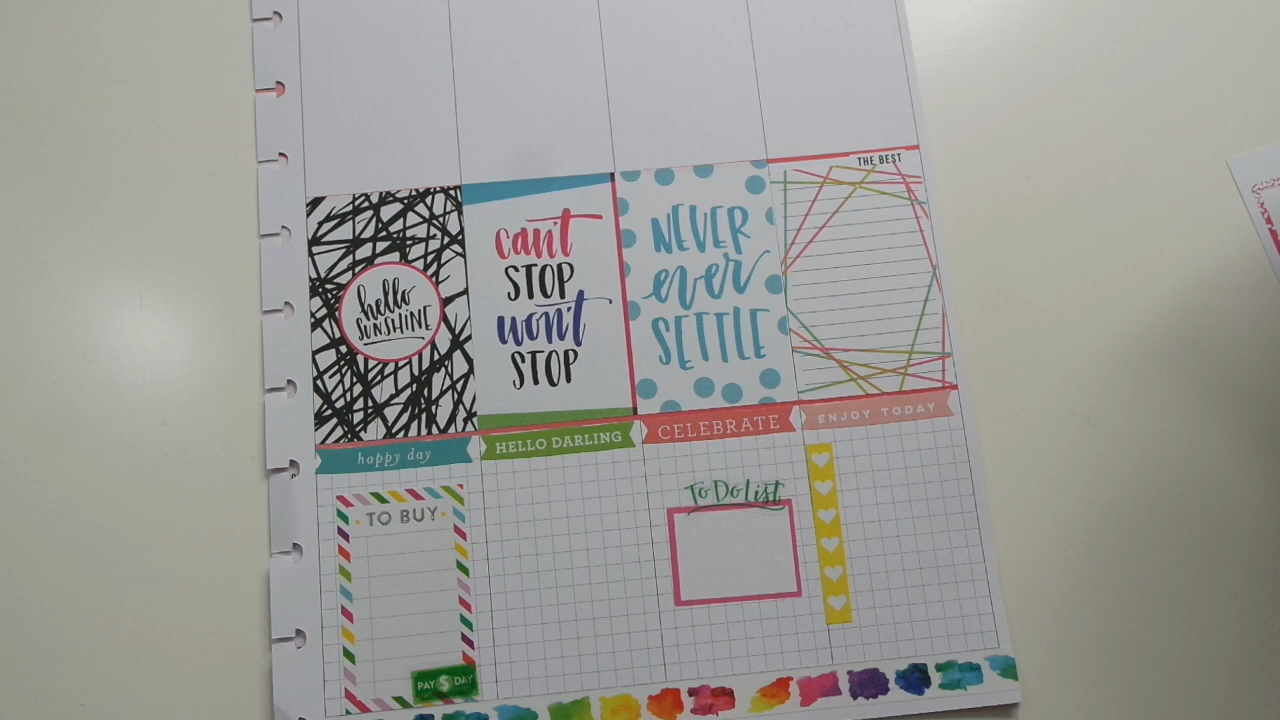 THE BEST
hello
SUNSHINE
can't
STOP
won't
STOP
NEVER
ever
SETTLE
happy day
HELLO DARLING
CELEBRATE
ENJOY TODAY
TO BUY
To Do List
PAY $ DAY